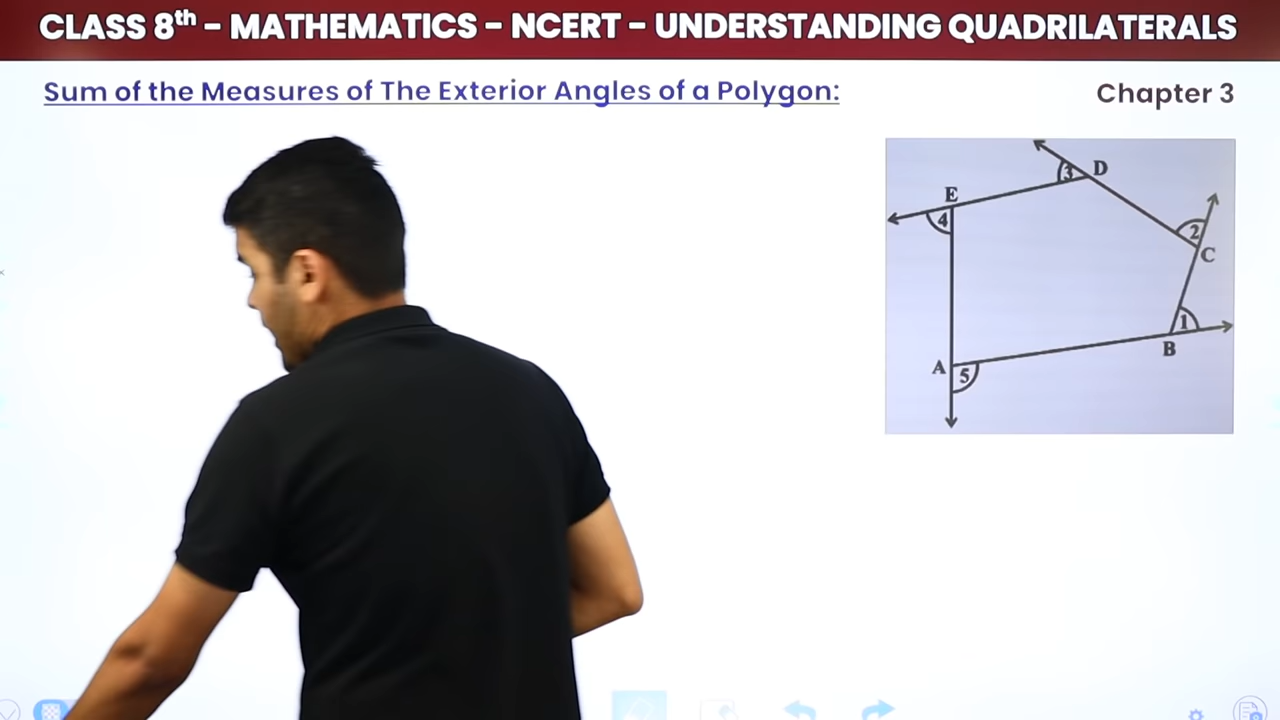 CLASS 8th - MATHEMATICS - NCERT - UNDERSTANDING QUADRILATERALS
Sum of the Measures of The Exterior Angles of a Polygon:
Chapter 3
D
3
E
4
2
C
1
B
A
5